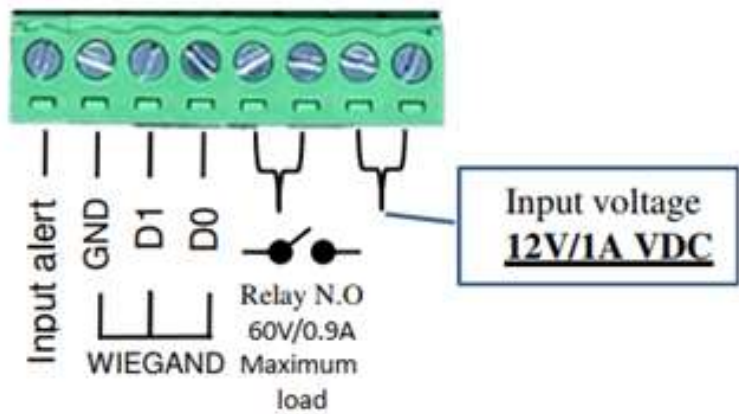 Input alert
GND
D1
D0
WIEGAND
Relay N.O
60V/0.9A
Maximum
load
Input voltage
12V/1A VDC